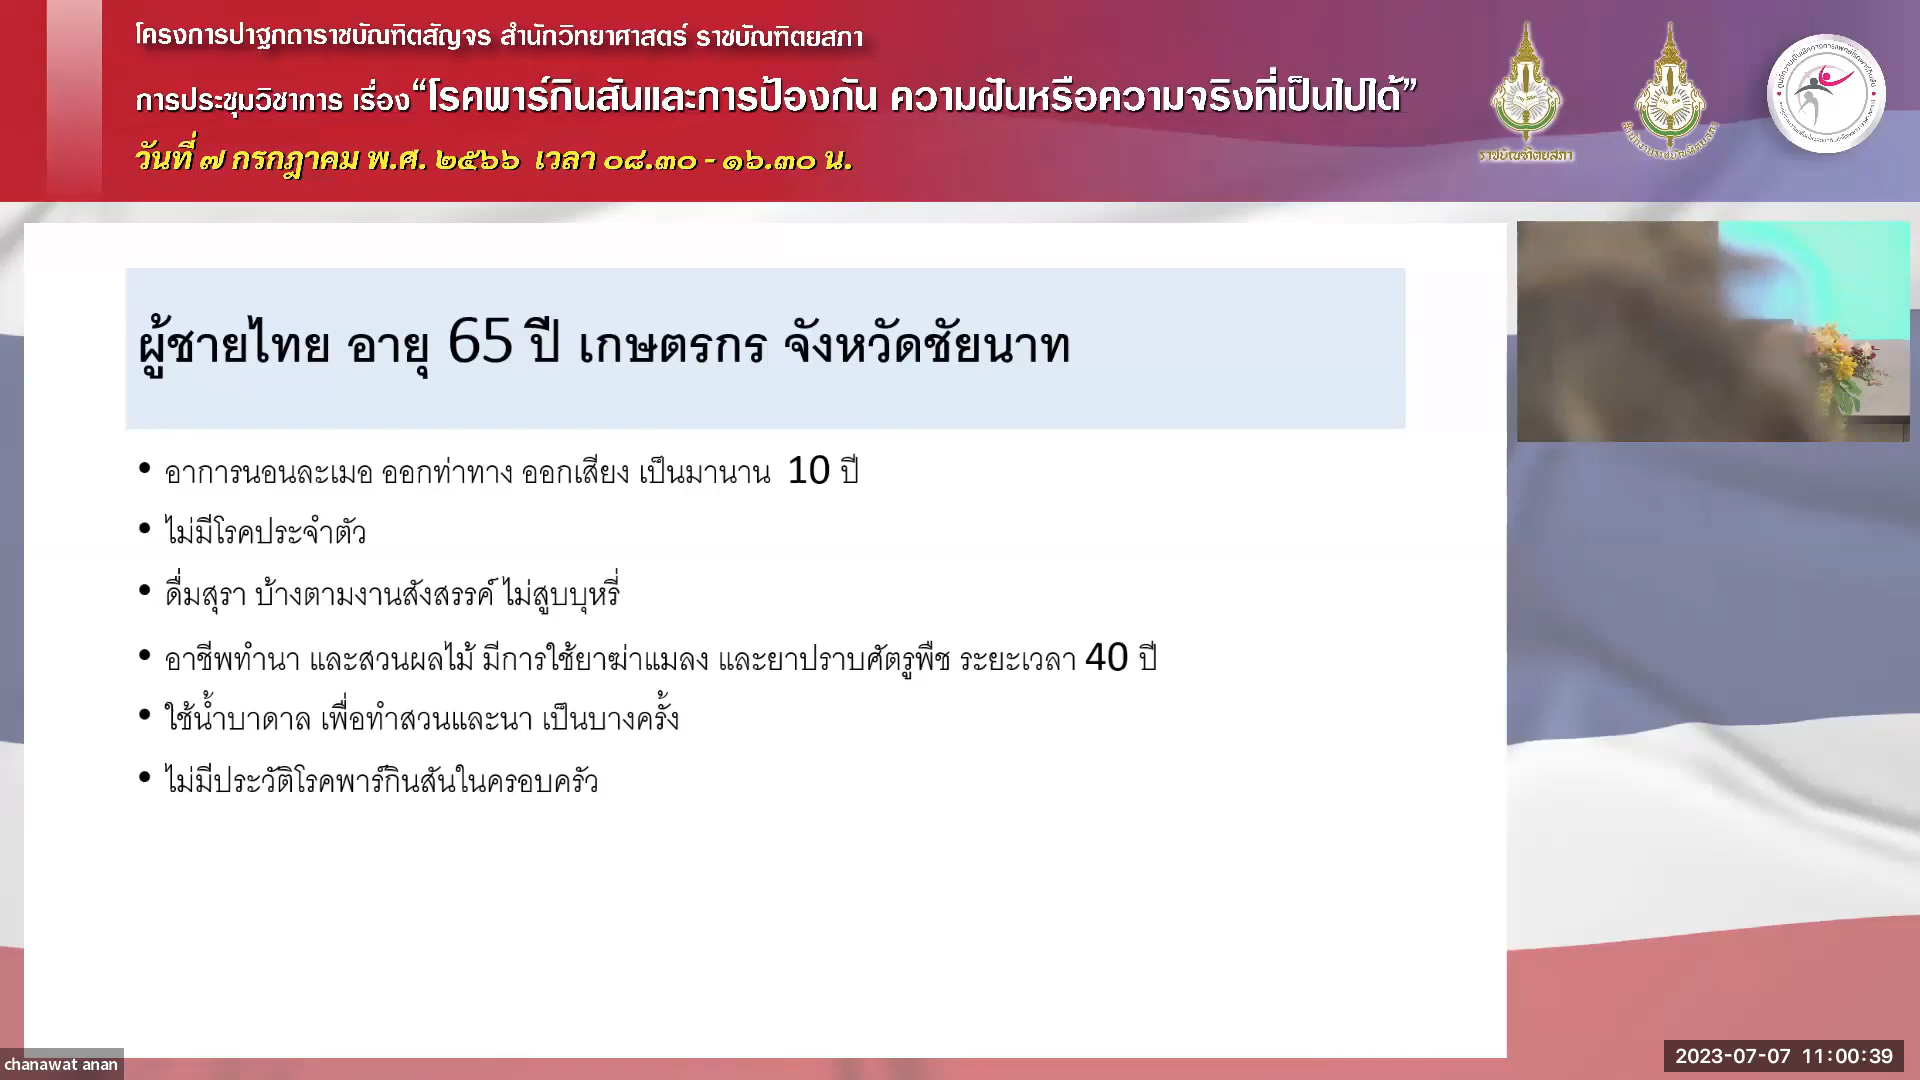 โครงการปาฐกถาราชบัณฑิตสัญจร สำนักวิทยาศาสตร์ ราชบัณฑิตยสภา
การประชุมวิชาการ เรื่อง “โรคพาร์กินสันและการป้องกัน ความฝันหรือความจริงที่เป็นไปได้”
วันที่ ๗ กรกฎาคม พ.ศ. ๒๕๖๖ เวลา ๐๘.๓๐ - ๑๖.๓๐ น.
ราชบัณฑิตยสภา
สำนักงานราชบัณฑิตยสภา
ผู้ชายไทย อายุ 65 ปี เกษตรกร จังหวัดชัยนาท
• อาการนอนละเมอ ออกท่าทาง ออกเสียง เป็นมานาน 10 ปี
• ไม่มีโรคประจำตัว
• ดื่มสุรา บ้างตามงานสังสรรค์ ไม่สูบบุหรี่
• อาชีพทำนา และสวนผลไม้ มีการใช้ยาฆ่าแมลง และยาปราบศัตรูพืช ระยะเวลา 40 ปี
• ใช้น้ำบาดาล เพื่อทำสวนและนา เป็นบางครั้ง
• ไม่มีประวัติโรคพาร์กินสันในครอบครัว
chanawat anan
2023-07-07 11:00:39